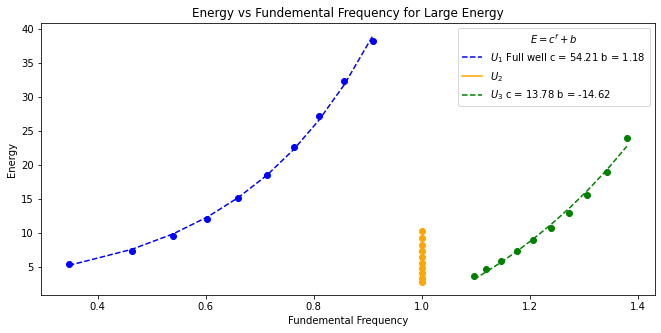 Energy vs Fundemental Frequency for Large Energy
E = c^f + b
U₁ Full well c = 54.21 b = 1.18
U₂
U₃ c = 13.78 b = -14.62
Energy
40
35
30
25
20
15
10
5
0.4 0.6 0.8 1.0 1.2 1.4
Fundemental Frequency